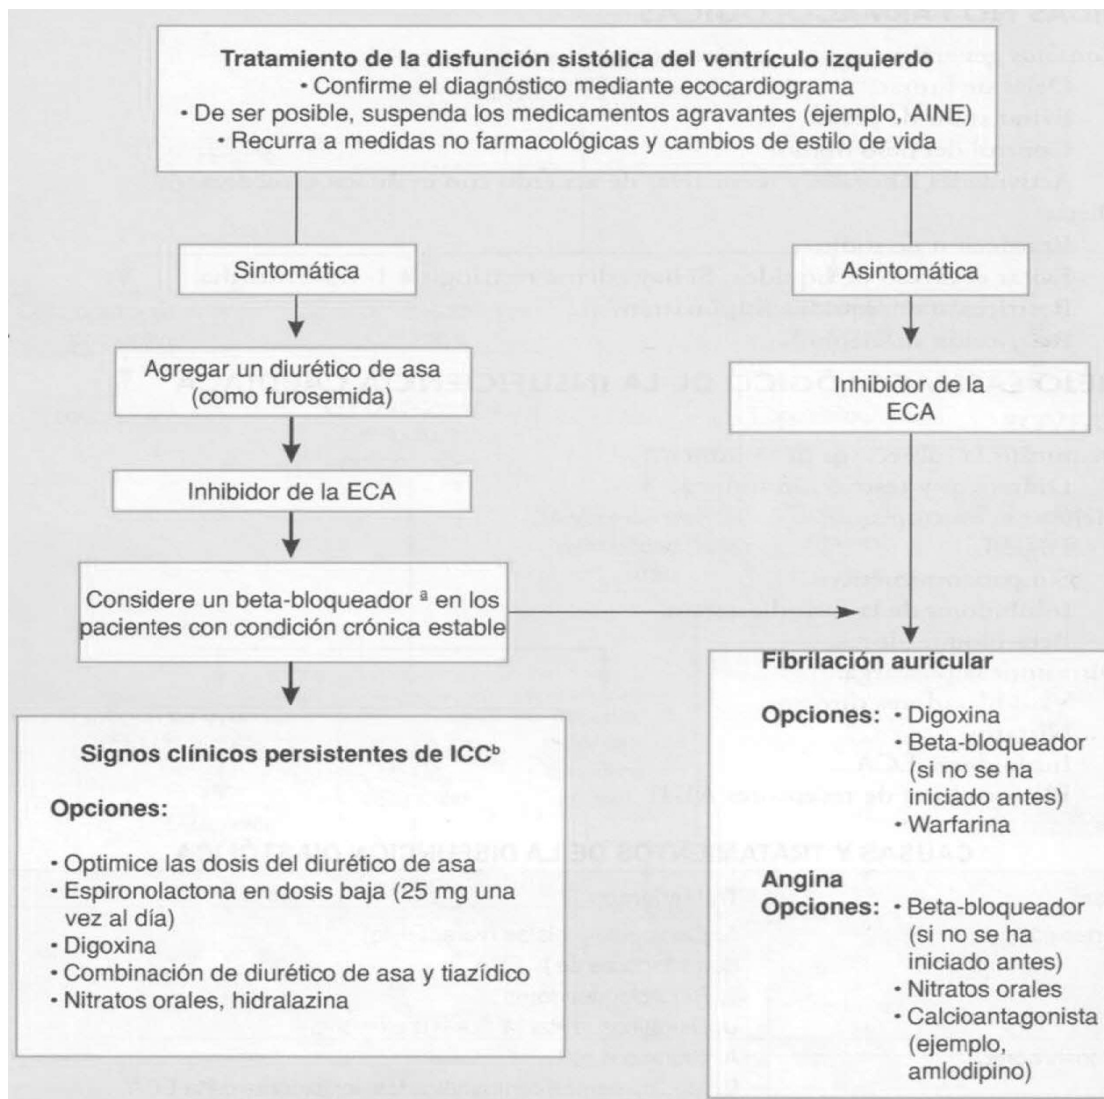 Tratamiento de la disfunción sistólica del ventrículo izquierdo
• Confirme el diagnóstico mediante ecocardiograma
• De ser posible, suspenda los medicamentos agravantes (ejemplo, AINE)
• Recurra a medidas no farmacológicas y cambios de estilo de vida
Sintomática
Asintomática
Agregar un diurético de asa
(como furosemida)
Inhibidor de la
ECA
Inhibidor de la ECA
Considere un beta-bloqueador ª en los
pacientes con condición crónica estable
Signos clínicos persistentes de ICCᵇ
Opciones:
• Optimice las dosis del diurético de asa
• Espironolactona en dosis baja (25 mg una
vez al día)
• Digoxina
• Combinación de diurético de asa y tiazídico
• Nitratos orales, hidralazina
Fibrilación auricular
Opciones: • Digoxina
• Beta-bloqueador
(si no se ha
iniciado antes)
• Warfarina
Angina
Opciones: • Beta-bloqueador
(si no se ha
iniciado antes)
• Nitratos orales
• Calcioantagonista
(ejemplo,
amlodipino)